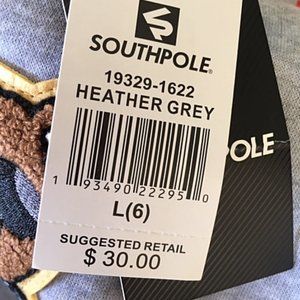 SOUTHPOLE®
19329-1622
HEATHER GREY
1 93490 22295 0
L(6)
SUGGESTED RETAIL
$ 30.00
POLE